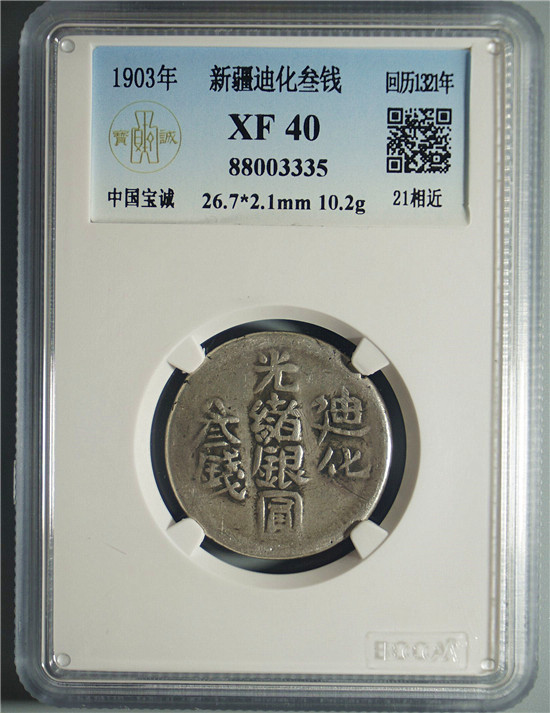 1903年
新疆迪化叁钱
回历1321年
寶 誠
XF 40
88003335
中国宝诚
26.7*2.1mm 10.2g
21相近
迪化
光緒銀圓
叁錢